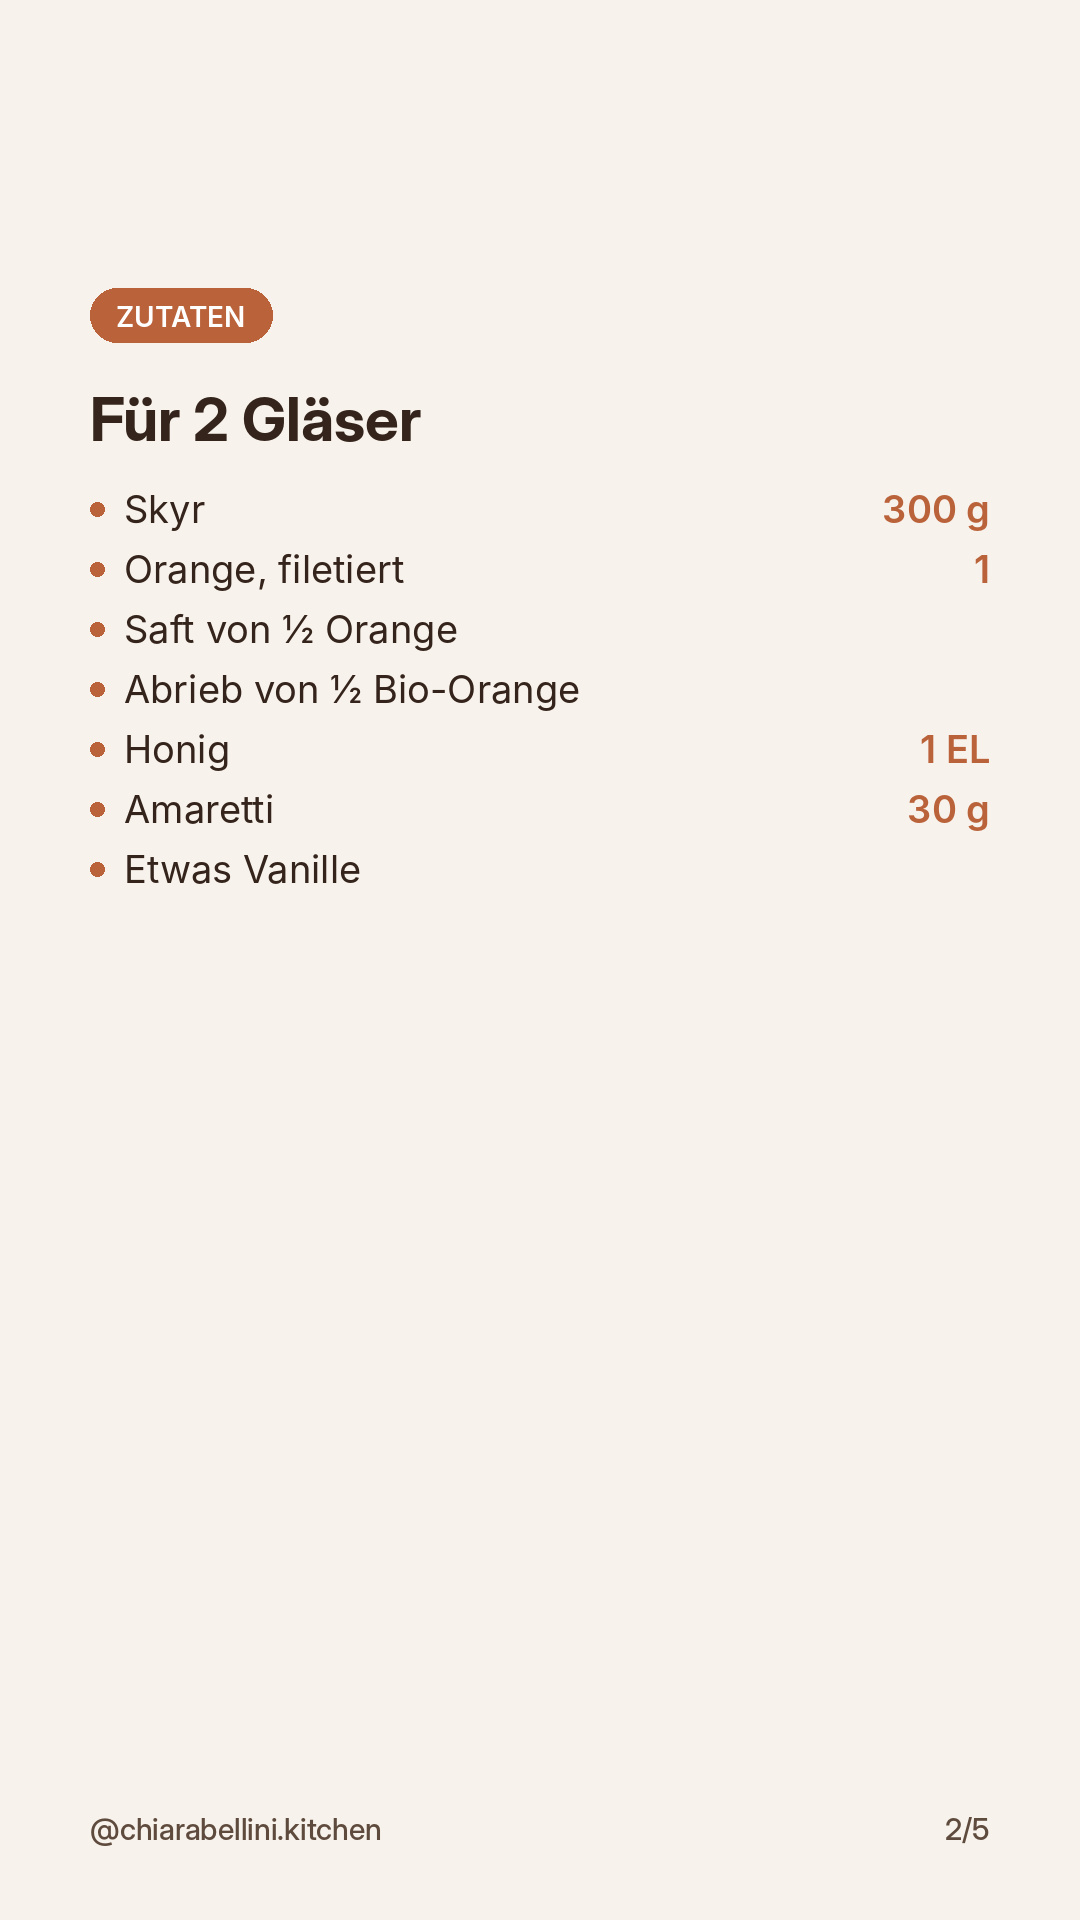 ZUTATEN
Für 2 Gläser
Skyr 300 g
Orange, filetiert 1
Saft von ½ Orange
Abrieb von ½ Bio-Orange
Honig 1 EL
Amaretti 30 g
Etwas Vanille
@chiarabellini.kitchen 2/5